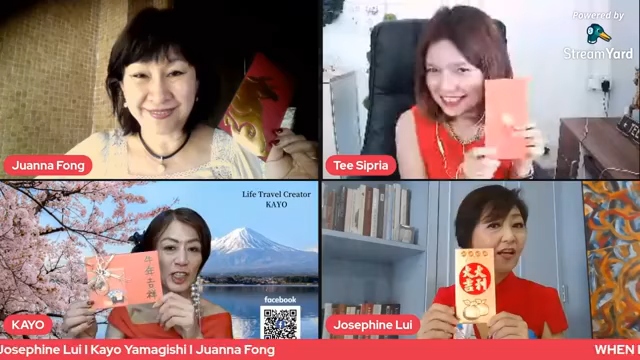 Powered by
StreamYard
Juanna Fong
Tee Sipria
Life Travel Creator
KAYO
facebook
KAYO
大大
吉利
Josephine Lui
Josephine Lui I Kayo Yamagishi I Juanna Fong
WHEN